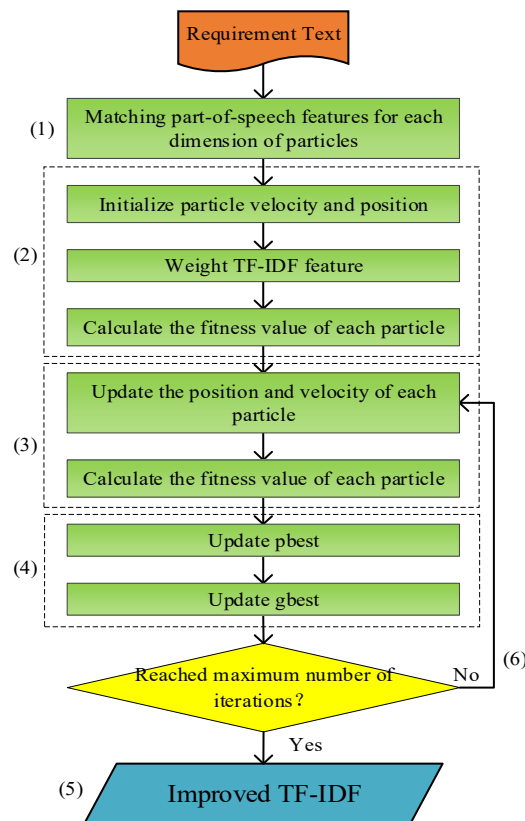 Requirement Text
(1)
Matching part-of-speech features for each
dimension of particles
Initialize particle velocity and position
(2)
Weight TF-IDF feature
Calculate the fitness value of each particle
Update the position and velocity of each
particle
(3)
Calculate the fitness value of each particle
Update pbest
(4)
Update gbest
Reached maximum number of
iterations?
No
(6)
Yes
(5)
Improved TF-IDF